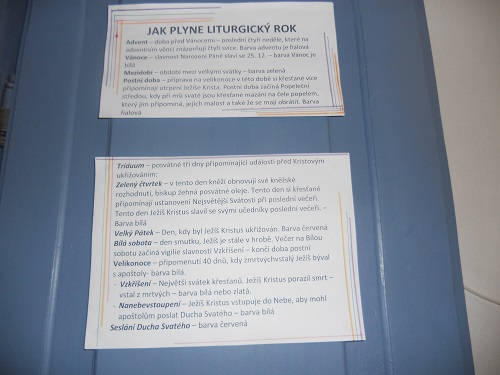 JAK PLYNE LITURGICKÝ ROK
Advent – doba před Vánocemi – poslední čtyři neděle, které na
adventním věnci znázorňují čtyři svíce. Barva adventu je fialová
Vánoce – slavnost Narození Páně slaví se 25. 12. – barva Vánoc je
bílá
Mezidobí – období mezi velkými svátky – barva zelená
Postní doba – příprava na velikonoce v této době si křesťané více
připomínají utrpení Ježíše Krista. Postní doba začíná Popeleční
středou, kdy při mši svaté jsou křesťané mazáni na čele popelem,
který jim připomíná, jejich malost a také že se mají obrátit. Barva
fialová
Triduum – posvátné tři dny připomínající události před Kristovým
ukřižováním:
Zelený čtvrtek – v tento den kněží obnovují své kněžské
rozhodnutí, biskup žehná posvátné oleje. Tento den si křesťané
připomínají ustanovení Nejsvětější Svátosti při poslední večeři.
Tento den Ježíš Kristus slavil se svými učedníky poslední večeři. –
Barva bílá
Velký Pátek – Den, kdy byl Ježíš Kristus ukřižován. Barva červená
Bílá sobota – den smutku, Ježíš je stále v hrobě. Večer na Bílou
sobotu začíná vigilie slavnosti Vzkříšení – končí doba postní
Velikonoce – připomenutí 40 dnů, kdy zmrtvýchvstalý Ježíš býval
s apoštoly- barva bílá.
- Vzkříšení – Největší svátek křesťanů. Ježíš Kristus porazil smrt –
vstal z mrtvých – barva bílá nebo zlatá.
- Nanebevstoupení – Ježíš Kristus vstupuje do Nebe, aby mohl
apoštolům poslat Ducha Svatého – barva bílá
Seslání Ducha Svatého – barva červená